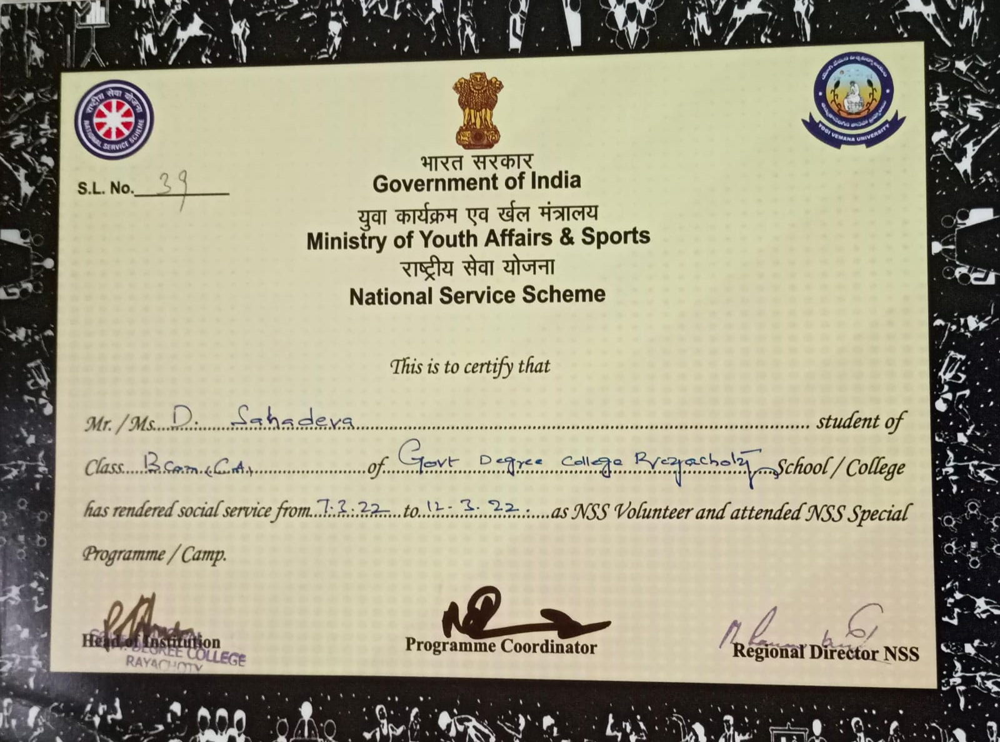 राष्ट्रीय सेवा योजना
NATIONAL SERVICE SCHEME
YOGI VEMANA UNIVERSITY
S.L. No. 39
भारत सरकार
Government of India
युवा कार्यक्रम एव र्खल मंत्रालय
Ministry of Youth Affairs & Sports
राष्ट्रीय सेवा योजना
National Service Scheme
This is to certify that
Mr. / Ms. D. Sahadeva student of
Class B.Com (C.A) of Govt Degree College Rayachoty School / College
has rendered social service from 7.3.22 to 12-3.22. as NSS Volunteer and attended NSS Special
Programme / Camp.
Head of Institution
DEGREE COLLEGE
RAYACHOTY
Programme Coordinator
Regional Director NSS